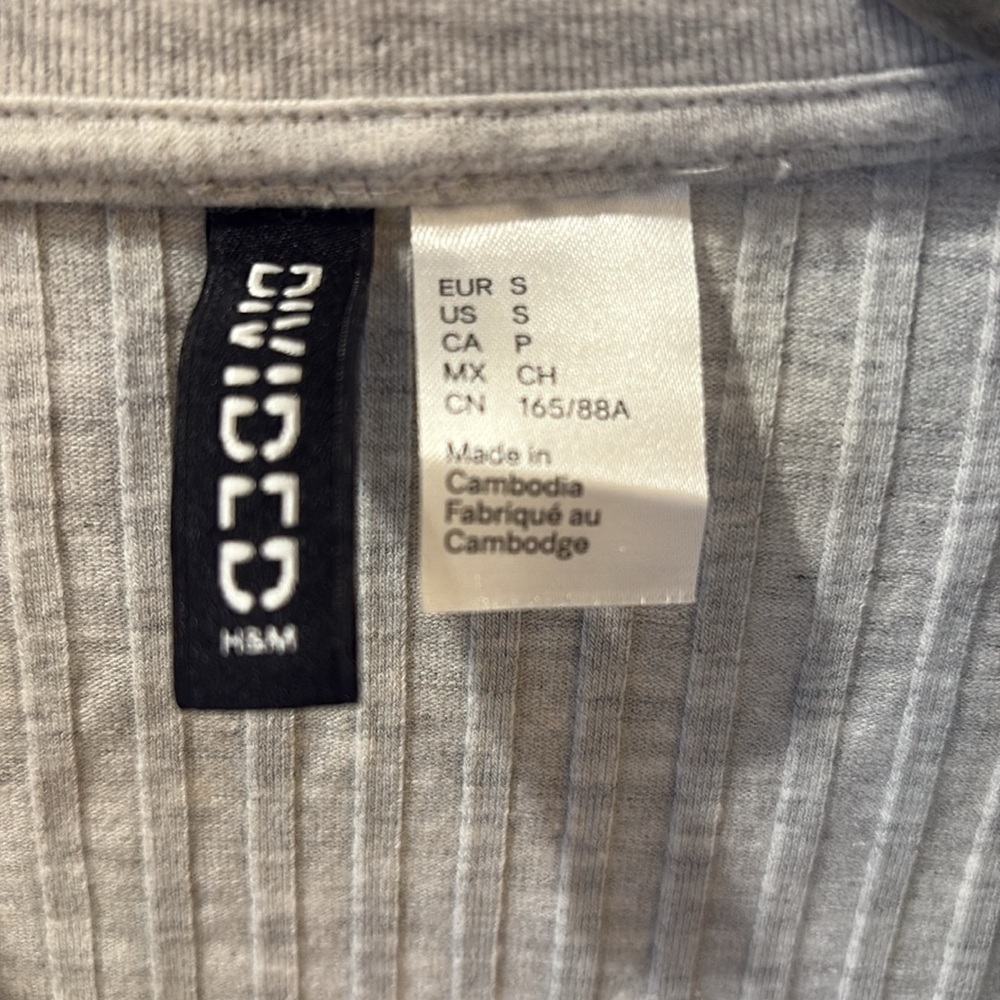 DIVIDED
H&M
EUR S
US S
CA P
MX CH
CN 165/88A
Made in
Cambodia
Fabriqué au
Cambodge